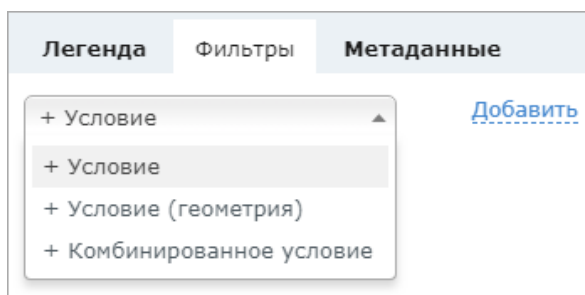 Легенда Фильтры Метаданные
+ Условие Добавить
+ Условие
+ Условие (геометрия)
+ Комбинированное условие